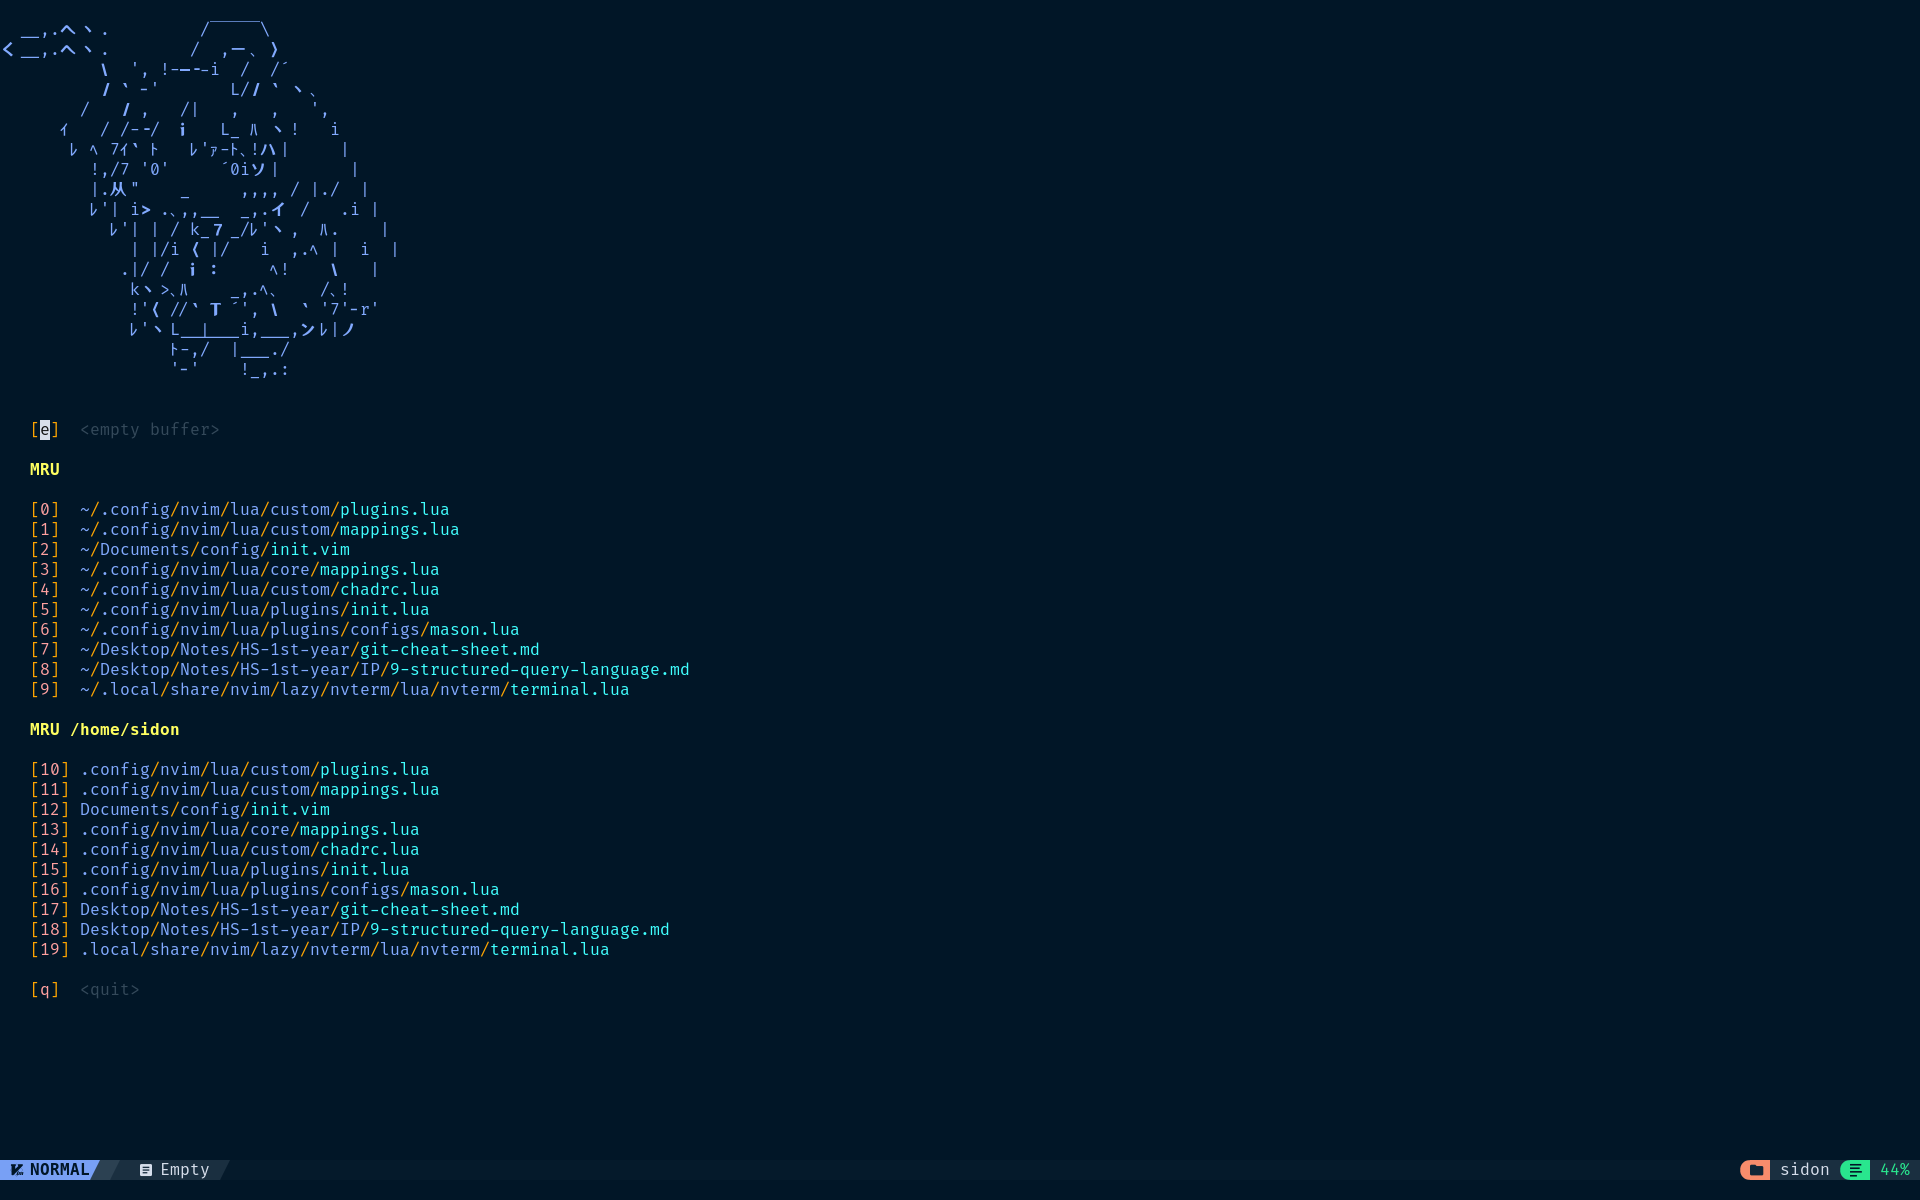 [e]  <empty buffer>
MRU
[0]  ~/.config/nvim/lua/custom/plugins.lua
[1]  ~/.config/nvim/lua/custom/mappings.lua
[2]  ~/Documents/config/init.vim
[3]  ~/.config/nvim/lua/core/mappings.lua
[4]  ~/.config/nvim/lua/custom/chadrc.lua
[5]  ~/.config/nvim/lua/plugins/init.lua
[6]  ~/.config/nvim/lua/plugins/configs/mason.lua
[7]  ~/Desktop/Notes/HS-1st-year/git-cheat-sheet.md
[8]  ~/Desktop/Notes/HS-1st-year/IP/9-structured-query-language.md
[9]  ~/.local/share/nvim/lazy/nvterm/lua/nvterm/terminal.lua
MRU /home/sidon
[10] .config/nvim/lua/custom/plugins.lua
[11] .config/nvim/lua/custom/mappings.lua
[12] Documents/config/init.vim
[13] .config/nvim/lua/core/mappings.lua
[14] .config/nvim/lua/custom/chadrc.lua
[15] .config/nvim/lua/plugins/init.lua
[16] .config/nvim/lua/plugins/configs/mason.lua
[17] Desktop/Notes/HS-1st-year/git-cheat-sheet.md
[18] Desktop/Notes/HS-1st-year/IP/9-structured-query-language.md
[19] .local/share/nvim/lazy/nvterm/lua/nvterm/terminal.lua
[q]  <quit>
NORMAL Empty sidon 44%